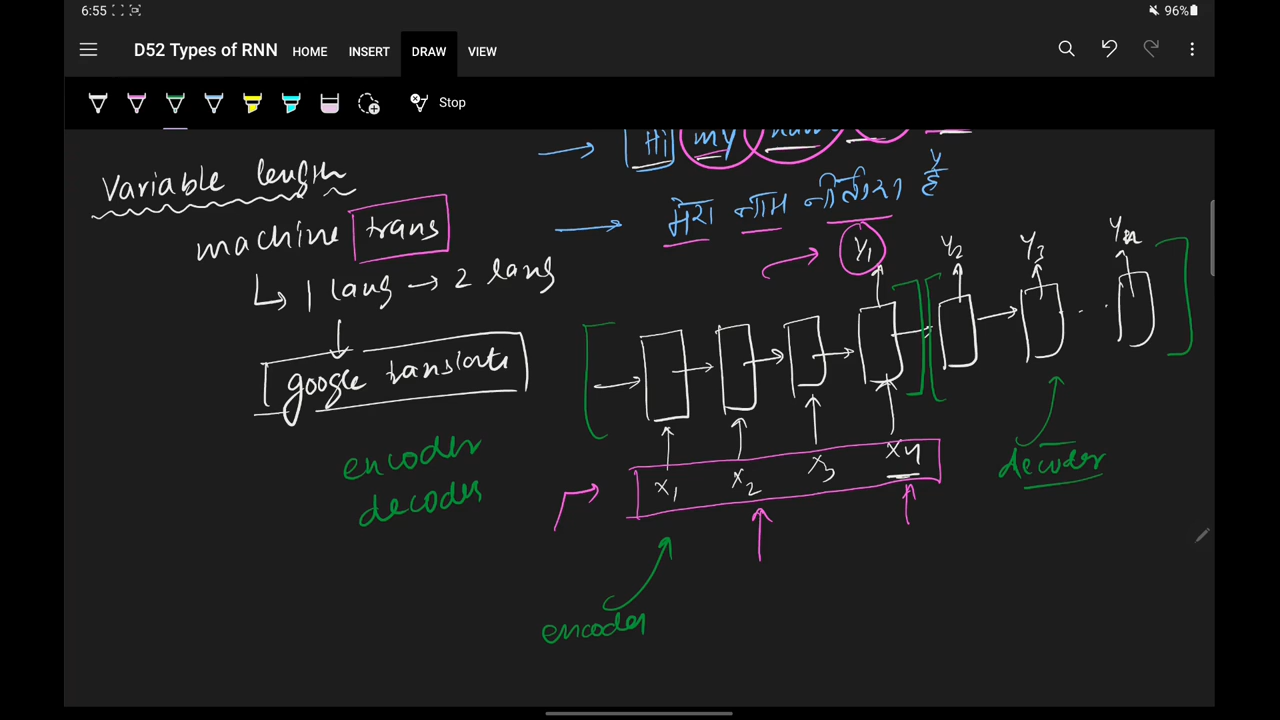 6:55 96%
D52 Types of RNN HOME INSERT DRAW VIEW
Stop
Hi my
Variable length
मेरा नाम नीतिश है
machine trans
1 lang → 2 lang
google translate
y
y1 y2 y3 yn
x1 x2 x3 x4
encoder
decoder
decoder
encoder